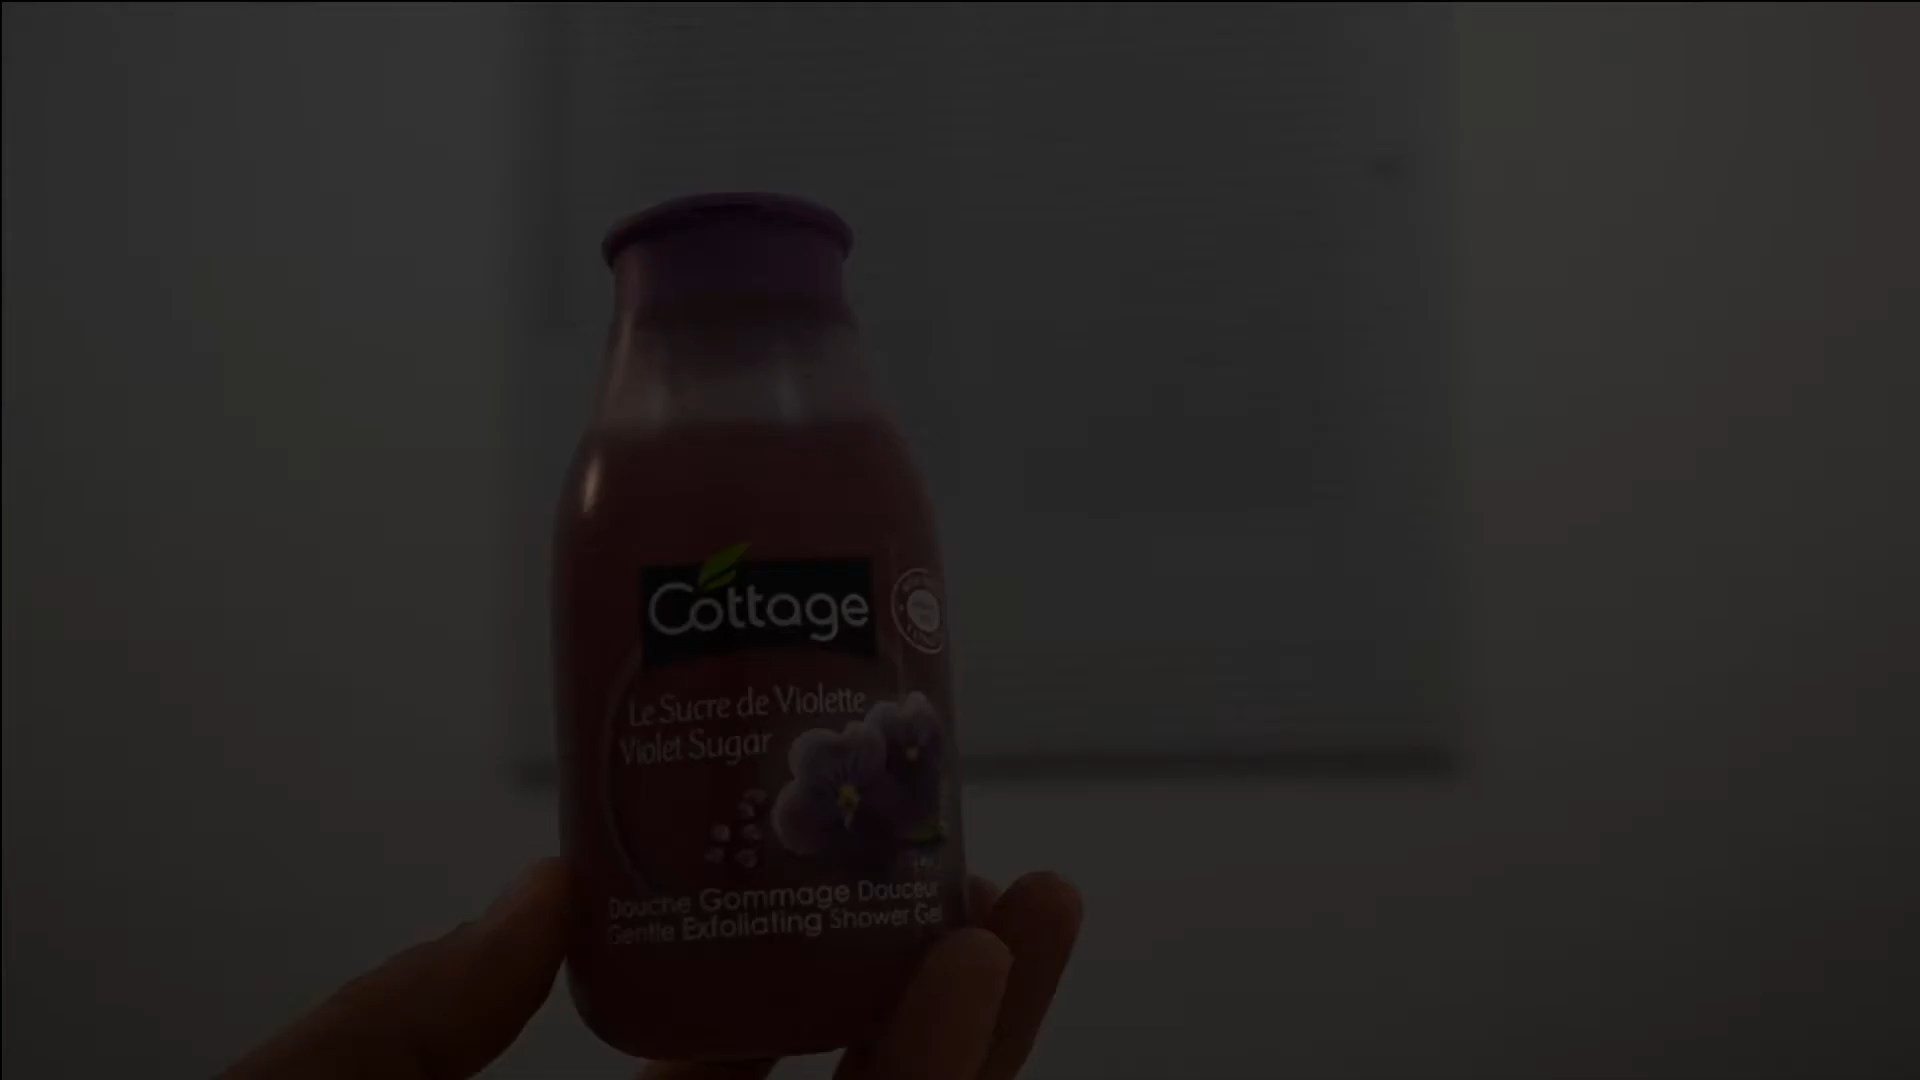 Cottage
Le Sucre de Violette
Violet Sugar
Douche Gommage Douceur
Gentle Exfoliating Shower Gel